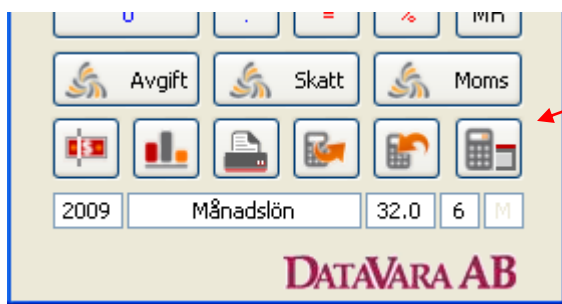 0 . = % MR
Avgift Skatt Moms
$
2009 Månadslön 32.0 6 M
DATAVARA AB